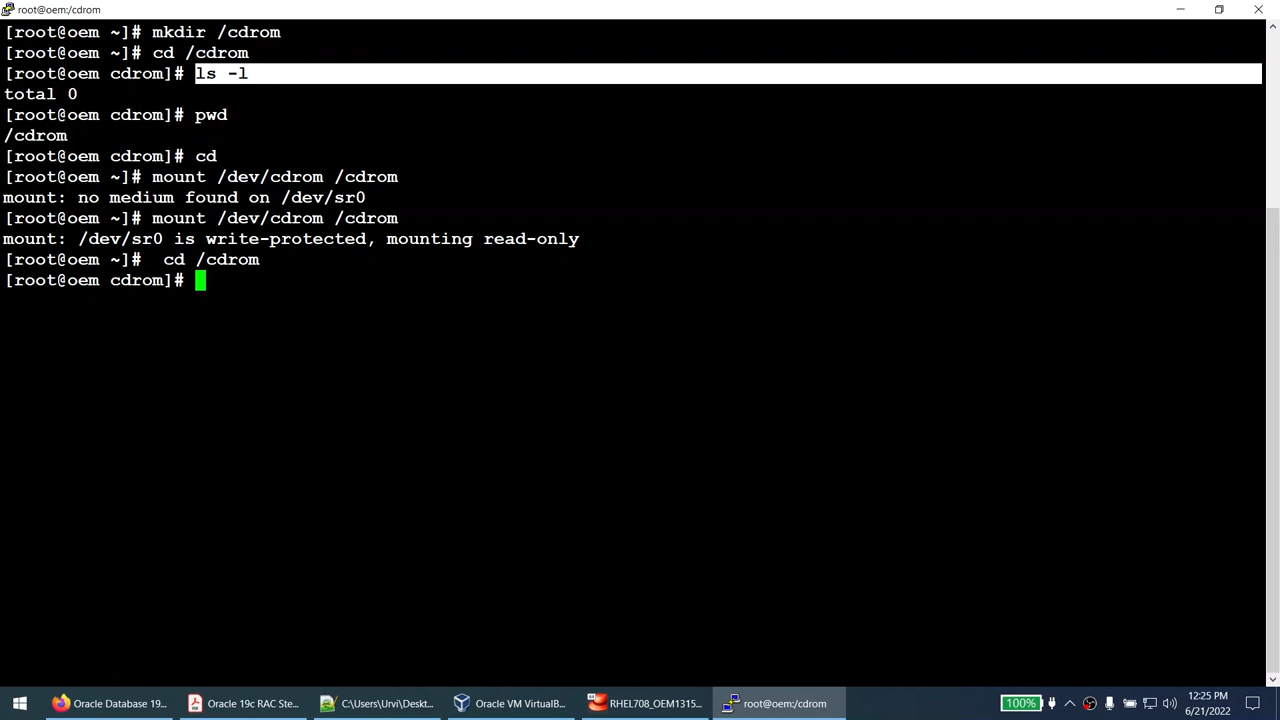 root@oem:/cdrom
[root@oem ~]# mkdir /cdrom
[root@oem ~]# cd /cdrom
[root@oem cdrom]# ls -l
total 0
[root@oem cdrom]# pwd
/cdrom
[root@oem cdrom]# cd
[root@oem ~]# mount /dev/cdrom /cdrom
mount: no medium found on /dev/sr0
[root@oem ~]# mount /dev/cdrom /cdrom
mount: /dev/sr0 is write-protected, mounting read-only
[root@oem ~]#  cd /cdrom
[root@oem cdrom]#
Oracle Database 19... Oracle 19c RAC Ste... C:\Users\Urvi\Deskt... Oracle VM VirtualB... RHEL708_OEM1315... root@oem:/cdrom 100% 12:25 PM
6/21/2022